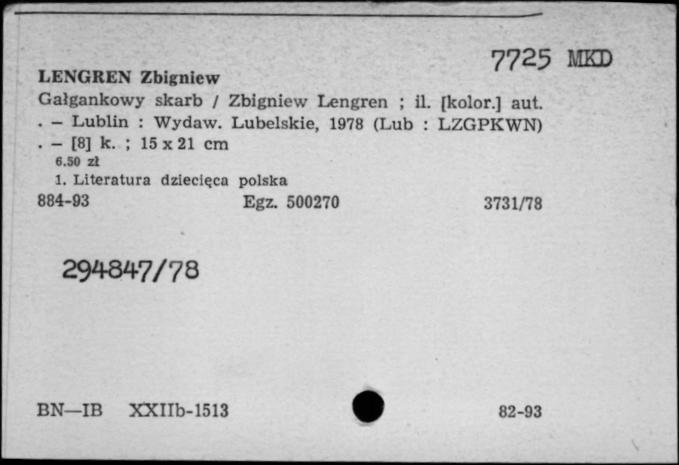 7725 MKD
LENGREN Zbigniew
Gałgankowy skarb / Zbigniew Lengren ; il. [kolor.] aut.
. — Lublin : Wydaw. Lubelskie, 1978 (Lub : LZGPKWN)
. — [8] k. ; 15 x 21 cm
6.50 zł
1. Literatura dziecięca polska
884-93 Egz. 500270 3731/78
294847/78
BN—IB XXIIb-1513 82-93